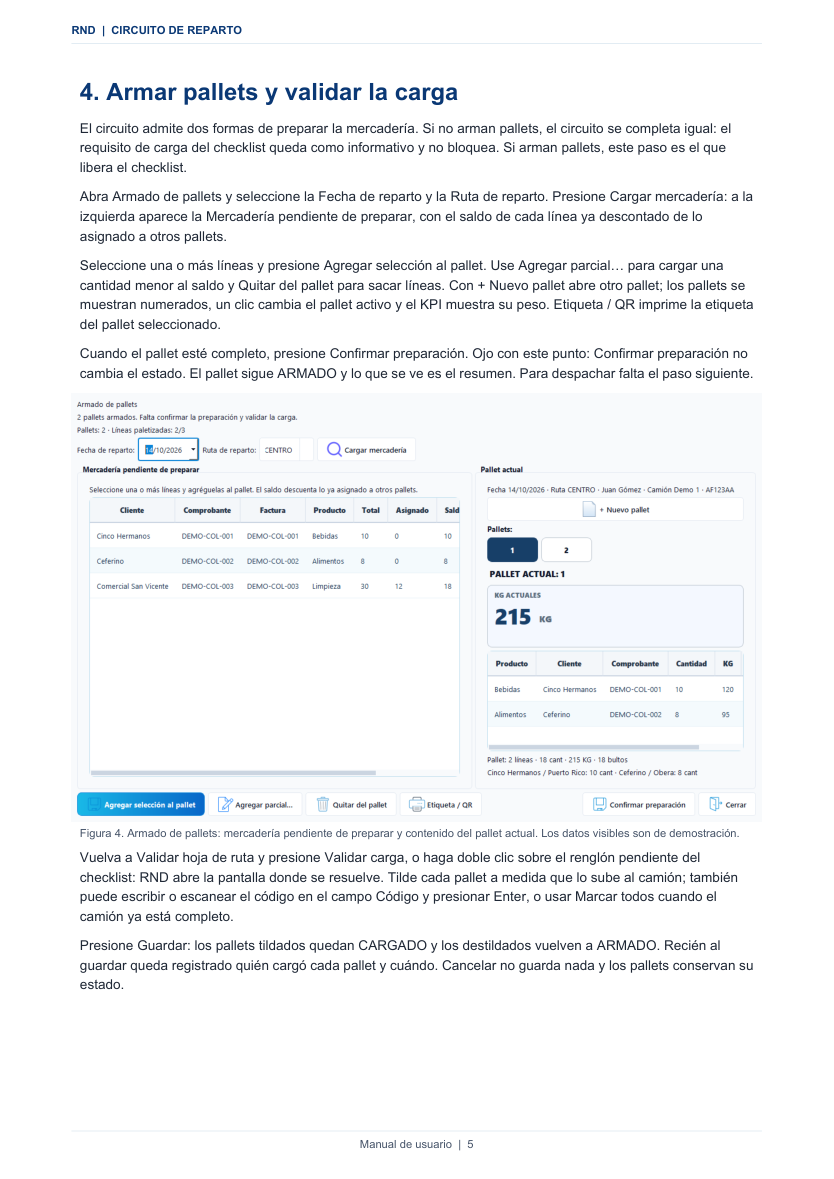 RND | CIRCUITO DE REPARTO
4. Armar pallets y validar la carga
El circuito admite dos formas de preparar la mercadería. Si no arman pallets, el circuito se completa igual: el
requisito de carga del checklist queda como informativo y no bloquea. Si arman pallets, este paso es el que
libera el checklist.
Abra Armado de pallets y seleccione la Fecha de reparto y la Ruta de reparto. Presione Cargar mercadería: a la
izquierda aparece la Mercadería pendiente de preparar, con el saldo de cada línea ya descontado de lo
asignado a otros pallets.
Seleccione una o más líneas y presione Agregar selección al pallet. Use Agregar parcial… para cargar una
cantidad menor al saldo y Quitar del pallet para sacar líneas. Con + Nuevo pallet abre otro pallet; los pallets se
muestran numerados, un clic cambia el pallet activo y el KPI muestra su peso. Etiqueta / QR imprime la etiqueta
del pallet seleccionado.
Cuando el pallet esté completo, presione Confirmar preparación. Ojo con este punto: Confirmar preparación no
cambia el estado. El pallet sigue ARMADO y lo que se ve es el resumen. Para despachar falta el paso siguiente.
Armado de pallets
2 pallets armados. Falta confirmar la preparación y validar la carga.
Pallets: 2 · Líneas paletizadas: 2/3
Fecha de reparto: 14/10/2026 Ruta de reparto: CENTRO Cargar mercadería
Mercadería pendiente de preparar
Seleccione una o más líneas y agréguelas al pallet. El saldo descuenta lo ya asignado a otros pallets.
Cliente Comprobante Factura Producto Total Asignado Sald
Cinco Hermanos DEMO-COL-001 DEMO-COL-001 Bebidas 10 0 10
Ceferino DEMO-COL-002 DEMO-COL-002 Alimentos 8 0 8
Comercial San Vicente DEMO-COL-003 DEMO-COL-003 Limpieza 30 12 18
Pallet actual
Fecha 14/10/2026 · Ruta CENTRO · Juan Gómez · Camión Demo 1 · AF123AA
+ Nuevo pallet
Pallets:
1 2
PALLET ACTUAL: 1
KG ACTUALES
215 KG
Producto Cliente Comprobante Cantidad KG
Bebidas Cinco Hermanos DEMO-COL-001 10 120
Alimentos Ceferino DEMO-COL-002 8 95
Pallet: 2 líneas · 18 cant · 215 KG · 18 bultos
Cinco Hermanos / Puerto Rico: 10 cant · Ceferino / Obera: 8 cant
Agregar selección al pallet Agregar parcial... Quitar del pallet Etiqueta / QR Confirmar preparación Cerrar
Figura 4. Armado de pallets: mercadería pendiente de preparar y contenido del pallet actual. Los datos visibles son de demostración.
Vuelva a Validar hoja de ruta y presione Validar carga, o haga doble clic sobre el renglón pendiente del
checklist: RND abre la pantalla donde se resuelve. Tilde cada pallet a medida que lo sube al camión; también
puede escribir o escanear el código en el campo Código y presionar Enter, o usar Marcar todos cuando el
camión ya está completo.
Presione Guardar: los pallets tildados quedan CARGADO y los destildados vuelven a ARMADO. Recién al
guardar queda registrado quién cargó cada pallet y cuándo. Cancelar no guarda nada y los pallets conservan su
estado.
Manual de usuario | 5